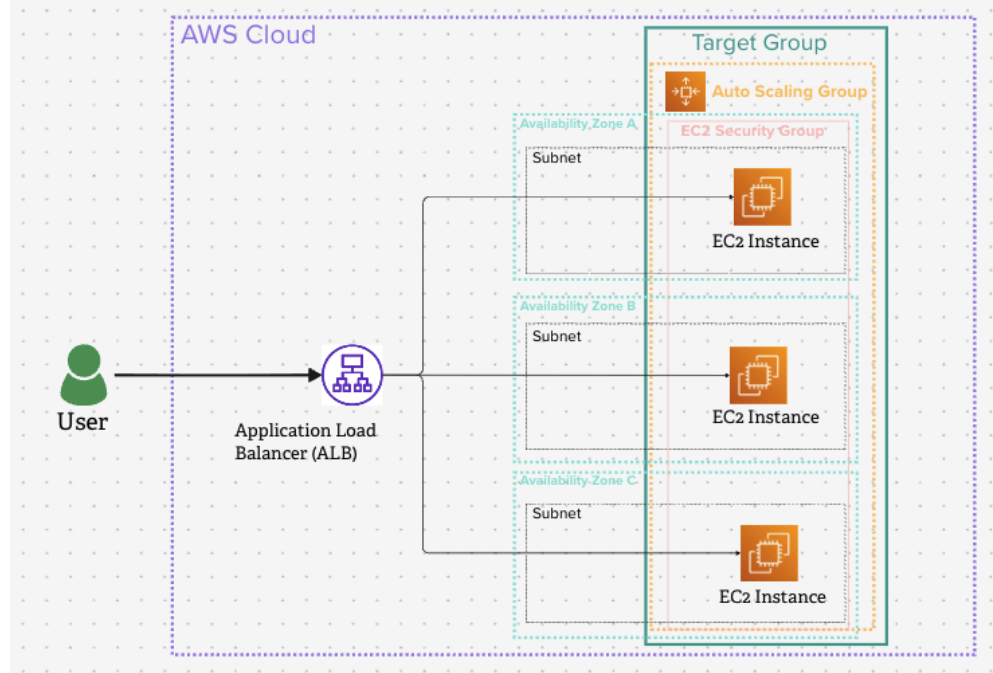 AWS Cloud
Target Group
Auto Scaling Group
Availability Zone A
EC2 Security Group
Subnet
EC2 Instance
Availability Zone B
Subnet
EC2 Instance
User
Application Load
Balancer (ALB)
Availability Zone C
Subnet
EC2 Instance